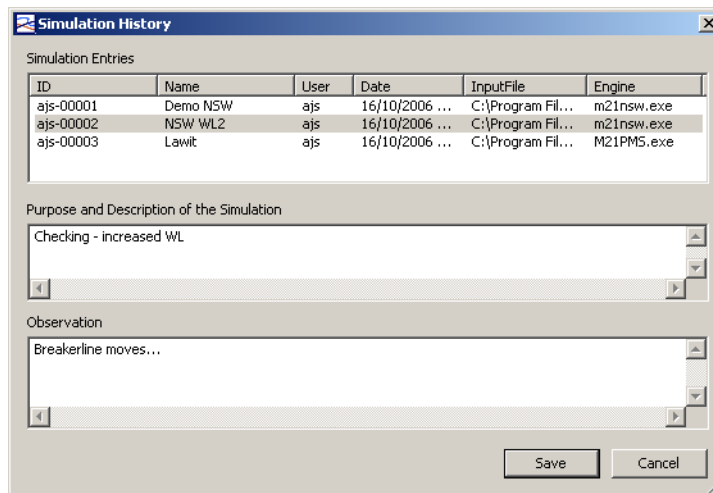 Simulation History
Simulation Entries
ID Name User Date InputFile Engine
ajs-00001 Demo NSW ajs 16/10/2006 ... C:\Program Fil... m21nsw.exe
ajs-00002 NSW WL2 ajs 16/10/2006 ... C:\Program Fil... m21nsw.exe
ajs-00003 Lawit ajs 16/10/2006 ... C:\Program Fil... M21PMS.exe
Purpose and Description of the Simulation
Checking - increased WL
Observation
Breakerline moves...
Save Cancel